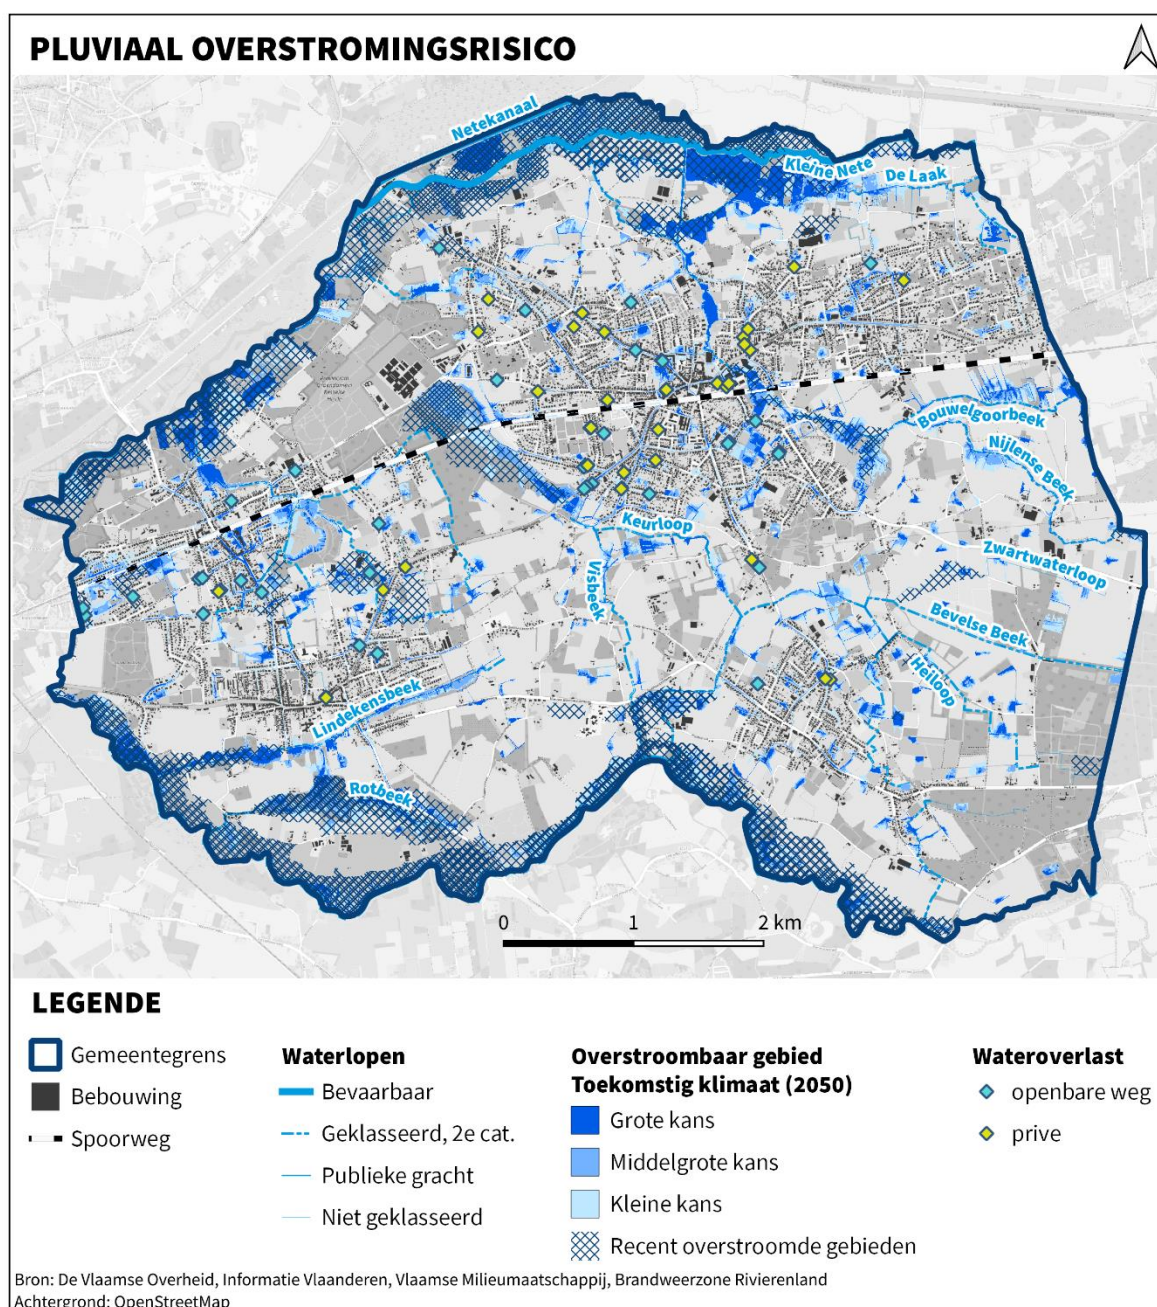 PLUVIAAL OVERSTROMINGSRISICO
Netekanaal
Kleine Nete
De Laak
Bouwelgoorbeek
Nijlense Beek
Keurloop
Zwartwaterloop
Visbeek
Bevelse Beek
Heiloop
Lindekensbeek
Rotbeek
0 1 2 km
LEGENDE
Gemeentegrens
Bebouwing
Spoorweg
Waterlopen
Bevaarbaar
Geklasseerd, 2e cat.
Publieke gracht
Niet geklasseerd
Overstroombaar gebied
Toekomstig klimaat (2050)
Grote kans
Middelgrote kans
Kleine kans
Recent overstroomde gebieden
Wateroverlast
openbare weg
prive
Bron: De Vlaamse Overheid, Informatie Vlaanderen, Vlaamse Milieumaatschappij, Brandweerzone Rivierenland
Achtergrond: OpenStreetMap